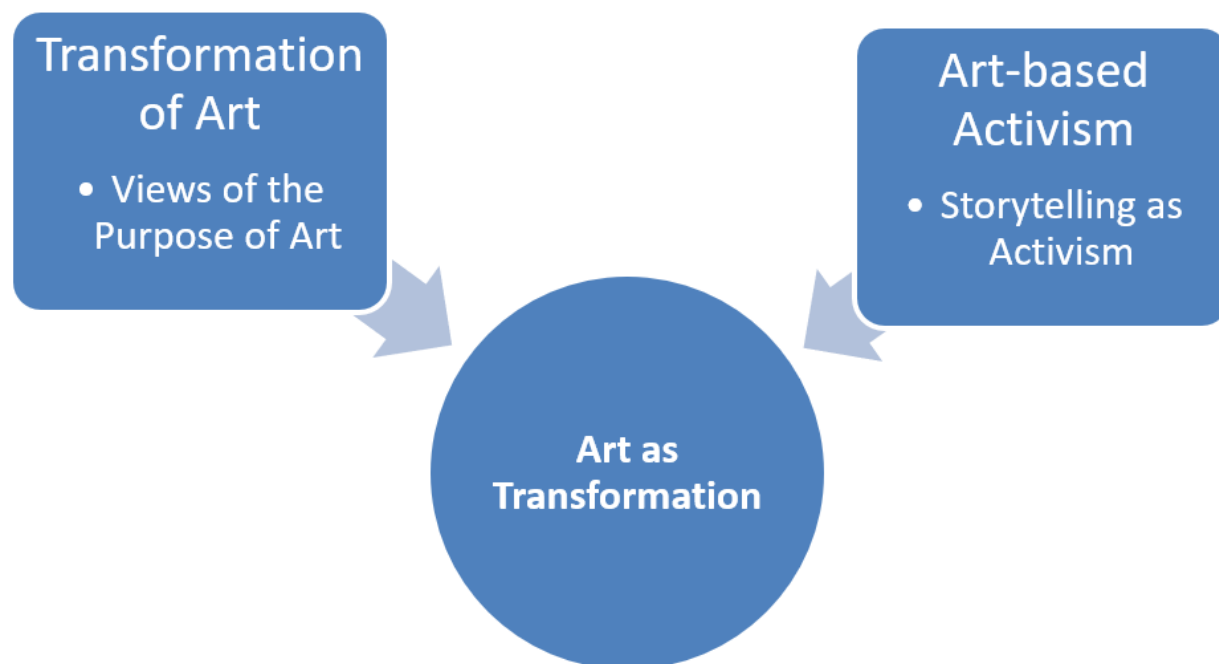 Transformation
of Art
• Views of the
Purpose of Art
Art-based
Activism
• Storytelling as
Activism
Art as
Transformation